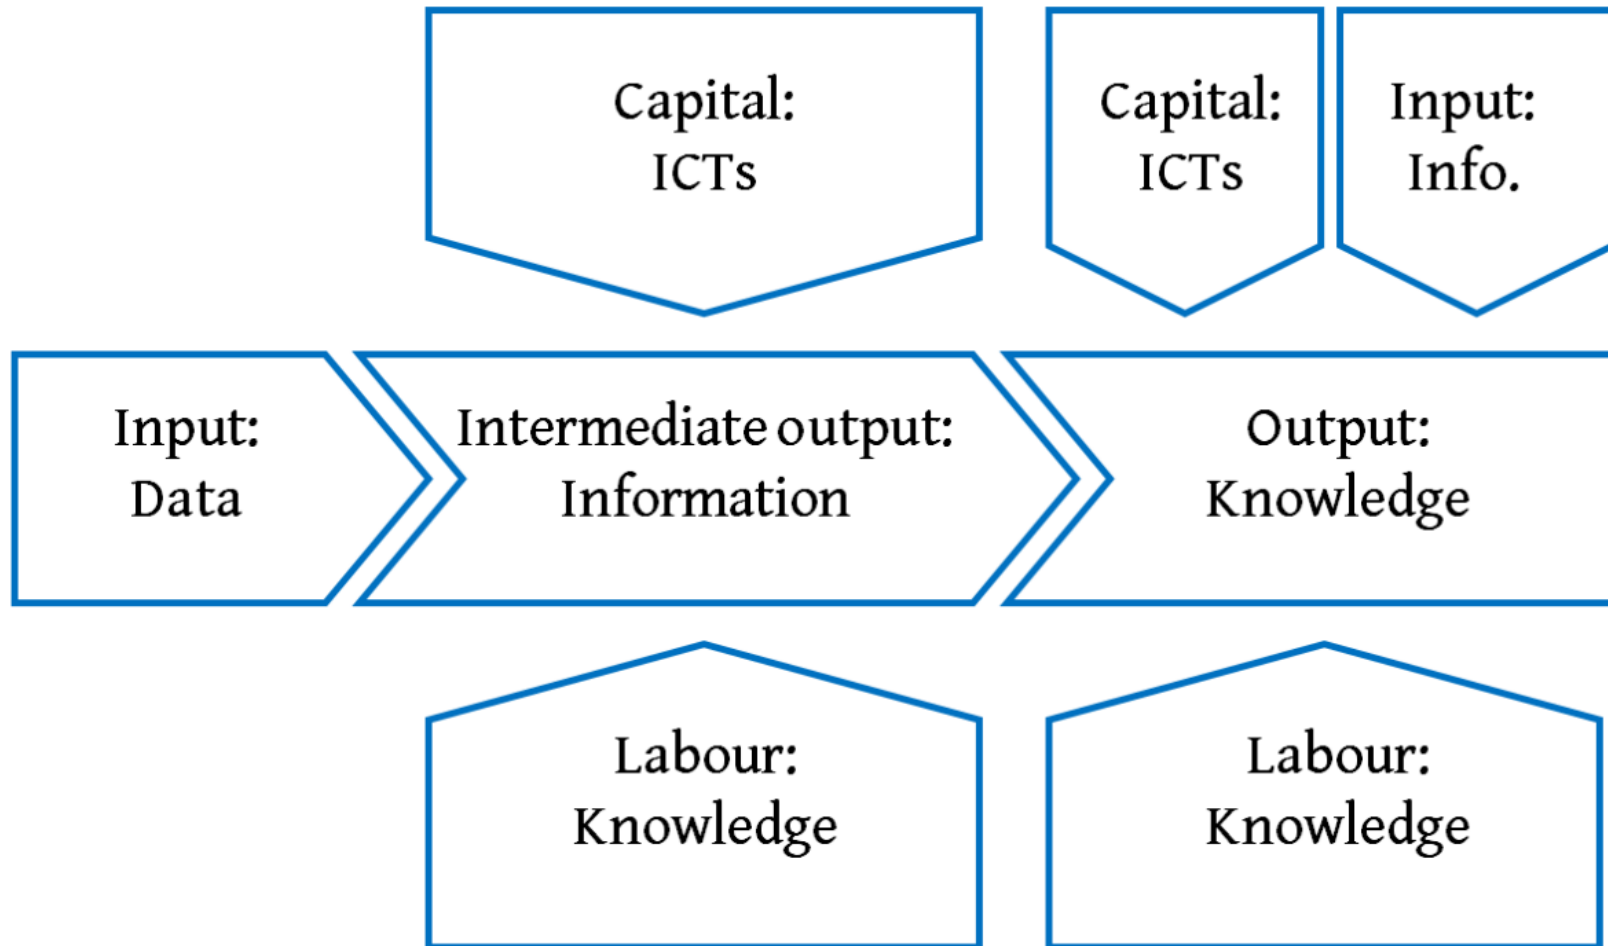 Capital:
ICTs
Capital:
ICTs
Input:
Info.
Input:
Data
Intermediate output:
Information
Output:
Knowledge
Labour:
Knowledge
Labour:
Knowledge